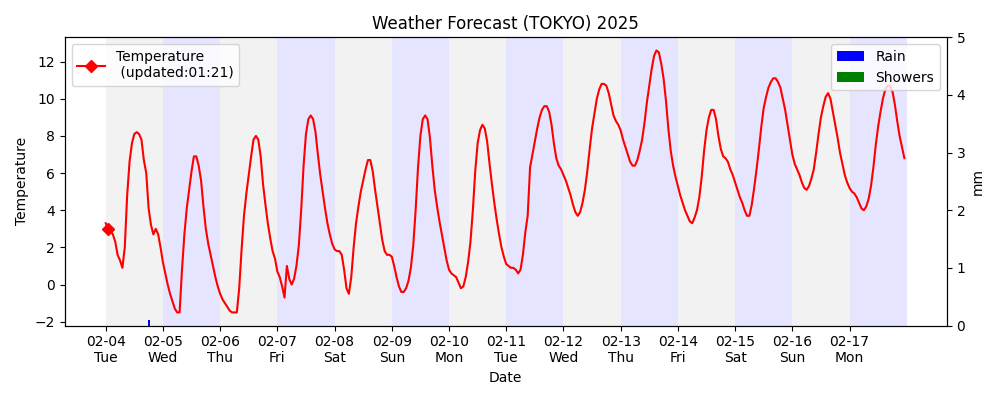 Weather Forecast (TOKYO) 2025
Temperature
(updated:01:21)
Rain
Showers
Temperature
12
10
8
6
4
2
0
−2
5
4
3
2
1
0
mm
02-04 02-05 02-06 02-07 02-08 02-09 02-10 02-11 02-12 02-13 02-14 02-15 02-16 02-17
Tue Wed Thu Fri Sat Sun Mon Tue Wed Thu Fri Sat Sun Mon
Date